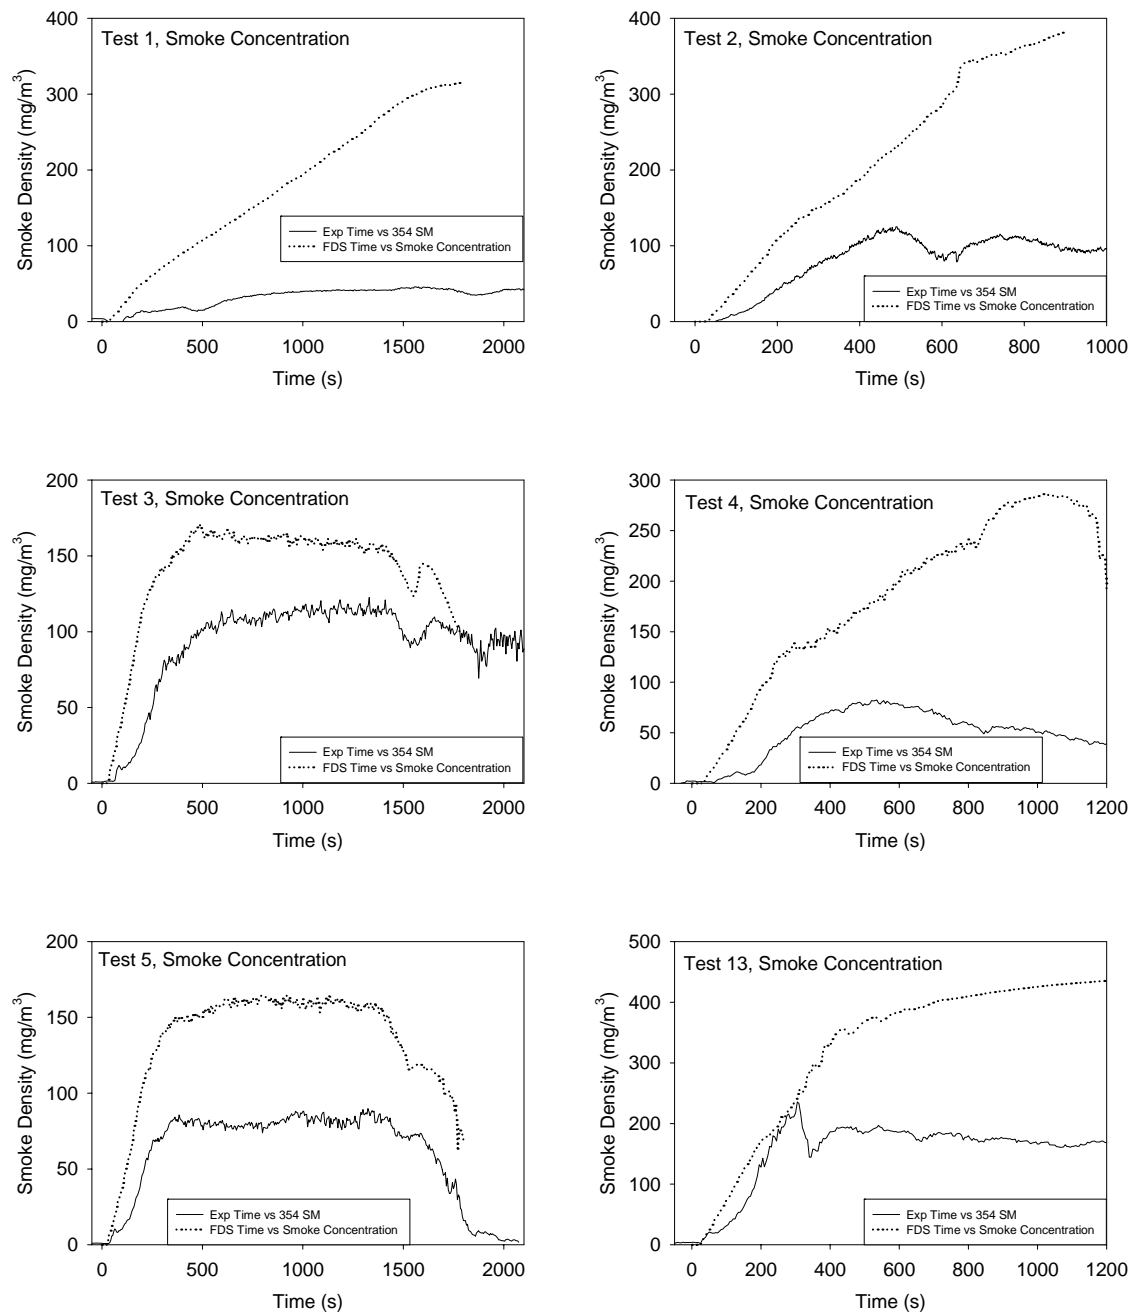 Test 1, Smoke Concentration
Smoke Density (mg/m³)
400
300
200
100
0
Exp Time vs 354 SM
FDS Time vs Smoke Concentration
0 500 1000 1500 2000
Time (s)
Test 2, Smoke Concentration
Smoke Density (mg/m³)
400
300
200
100
0
Exp Time vs 354 SM
FDS Time vs Smoke Concentration
0 200 400 600 800 1000
Time (s)
Test 3, Smoke Concentration
Smoke Density (mg/m³)
200
150
100
50
0
Exp Time vs 354 SM
FDS Time vs Smoke Concentration
0 500 1000 1500 2000
Time (s)
Test 4, Smoke Concentration
Smoke Density (mg/m³)
300
250
200
150
100
50
0
Exp Time vs 354 SM
FDS Time vs Smoke Concentration
0 200 400 600 800 1000 1200
Time (s)
Test 5, Smoke Concentration
Smoke Density (mg/m³)
200
150
100
50
0
Exp Time vs 354 SM
FDS Time vs Smoke Concentration
0 500 1000 1500 2000
Time (s)
Test 13, Smoke Concentration
Smoke Density (mg/m³)
500
400
300
200
100
0
Exp Time vs 354 SM
FDS Time vs Smoke Concentration
0 200 400 600 800 1000 1200
Time (s)